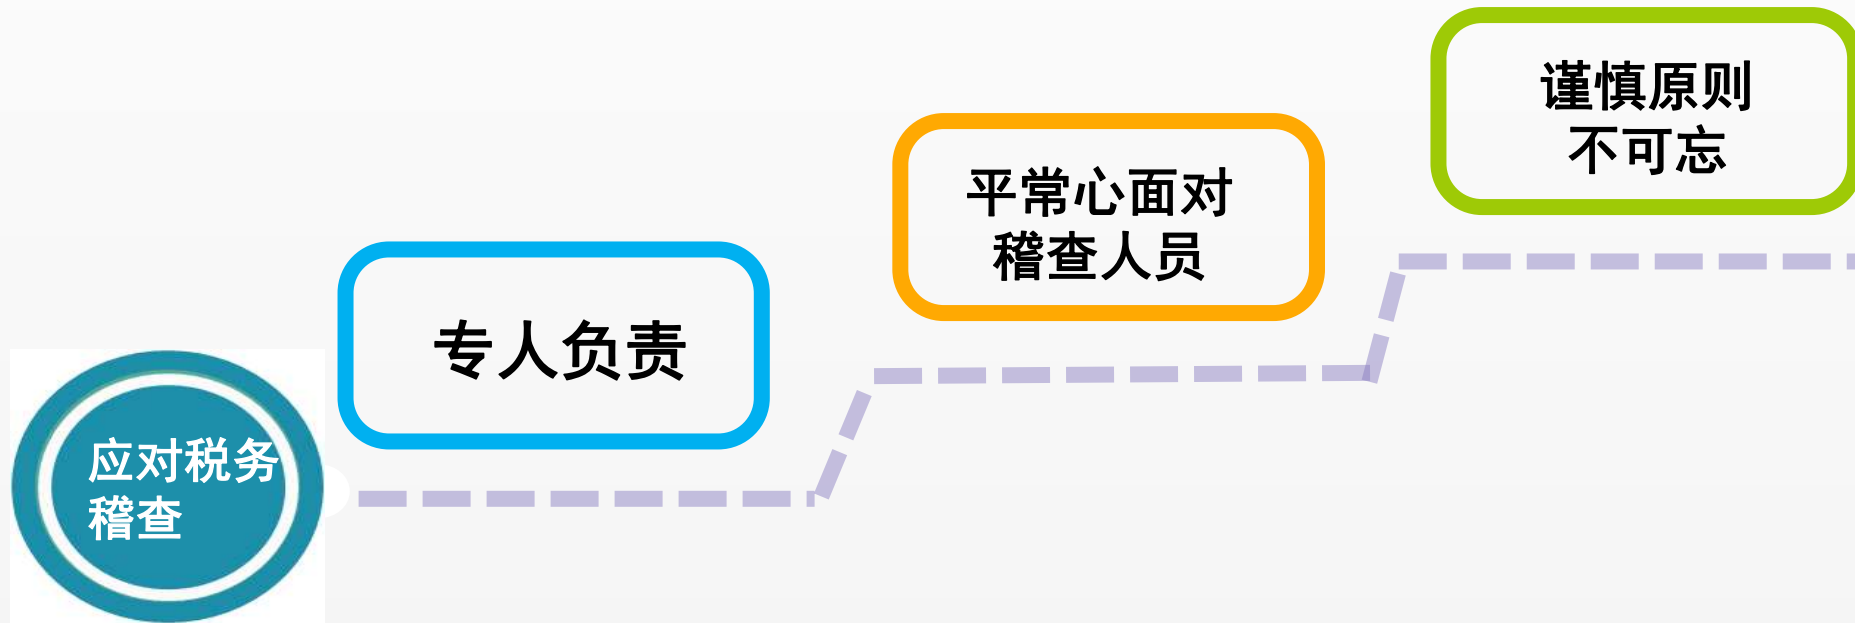 应对税务
稽查
专人负责
平常心面对
稽查人员
谨慎原则
不可忘